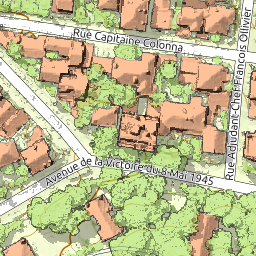 Rue Capitaine Colonna
Rue Adjudant-Chef François Ollivier
Avenue de la Victoire du 8 Mai 1945